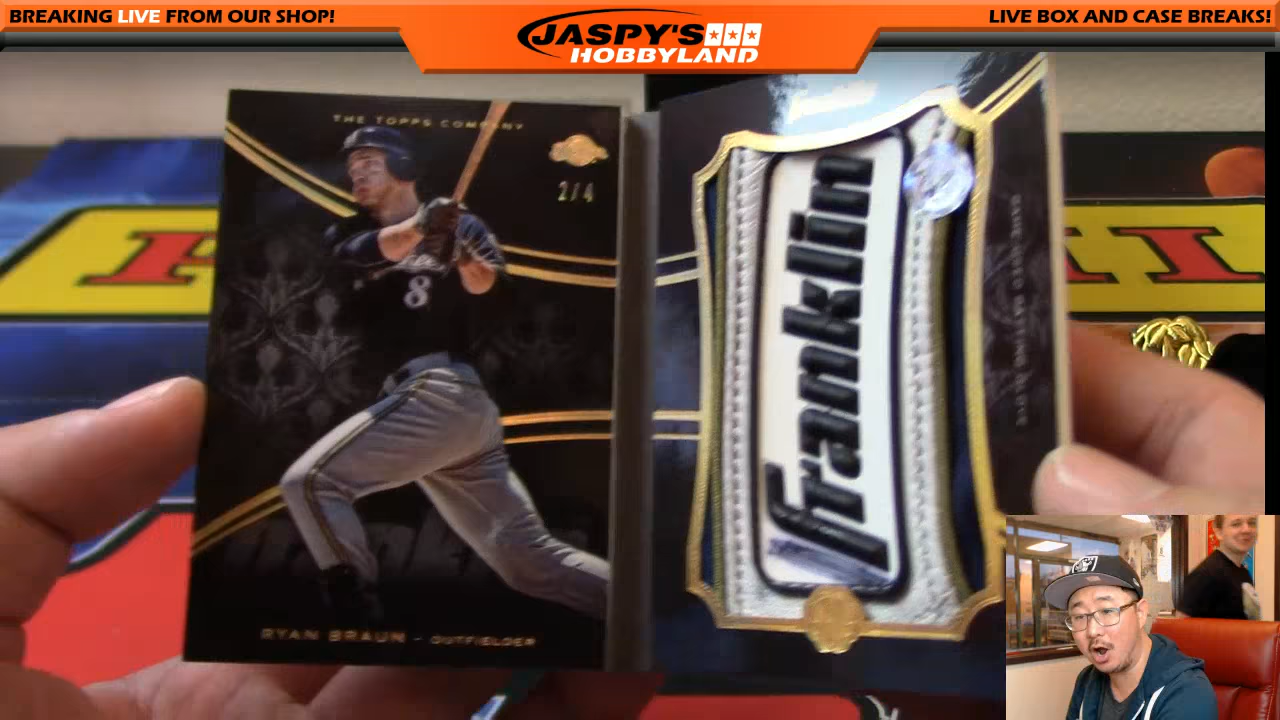 BREAKING LIVE FROM OUR SHOP!
JASPY'S
HOBBYLAND
LIVE BOX AND CASE BREAKS!
THE TOPPS COMPANY
2/4
8
RYAN BRAUN - OUTFIELDER
Franklin